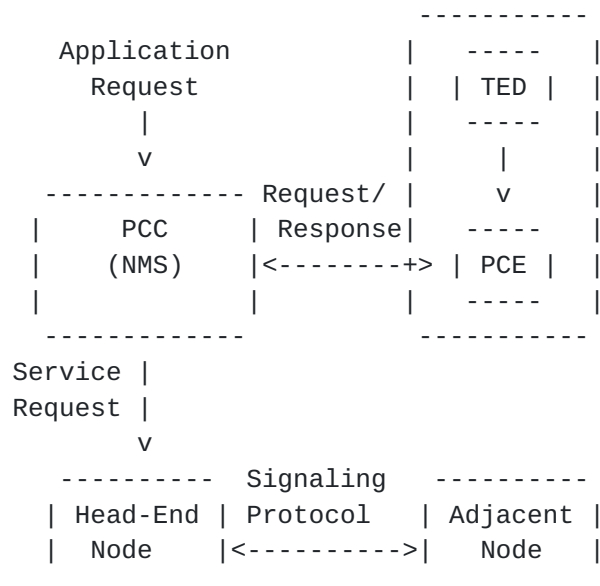 -----------
   Application            |   -----   |
     Request              |  | TED |  |
        |                 |   -----   |
        v                 |     |     |
  ------------- Request/  |     v     |
 |     PCC     | Response|   -----   |
 |    (NMS)    |<--------+> | PCE |  |
 |             |          |   -----   |
  -------------            -----------
Service |
Request |
        v
   ----------  Signaling   ----------
  | Head-End | Protocol   | Adjacent |
  |  Node    |<---------->|   Node   |